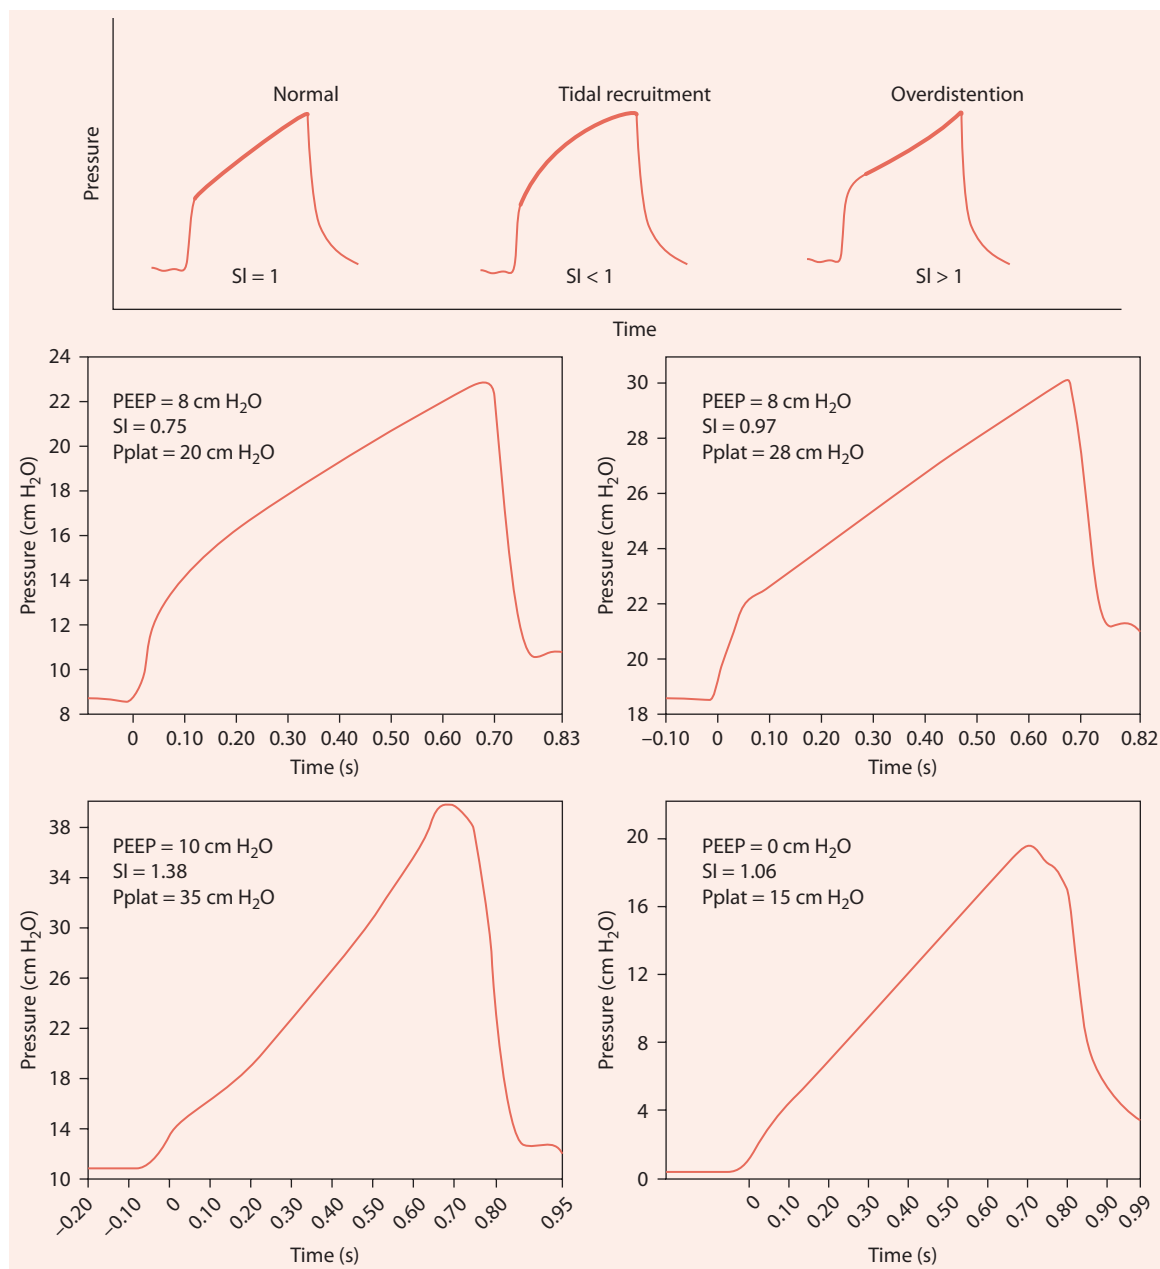 Normal
Tidal recruitment
Overdistention
Pressure
SI = 1
SI < 1
SI > 1
Time
24
22
20
18
16
14
12
10
8
PEEP = 8 cm H2O
SI = 0.75
Pplat = 20 cm H2O
Pressure (cm H2O)
0 0.10 0.20 0.30 0.40 0.50 0.60 0.70 0.83
Time (s)
30
28
26
24
22
20
18
PEEP = 8 cm H2O
SI = 0.97
Pplat = 28 cm H2O
Pressure (cm H2O)
−0.10 0 0.10 0.20 0.30 0.40 0.50 0.60 0.70 0.82
Time (s)
38
34
30
26
22
18
14
10
PEEP = 10 cm H2O
SI = 1.38
Pplat = 35 cm H2O
Pressure (cm H2O)
−0.20 −0.10 0 0.10 0.20 0.30 0.40 0.50 0.60 0.70 0.80 0.95
Time (s)
20
16
12
8
4
0
PEEP = 0 cm H2O
SI = 1.06
Pplat = 15 cm H2O
Pressure (cm H2O)
0 0.10 0.20 0.30 0.40 0.50 0.60 0.70 0.80 0.90 0.99
Time (s)